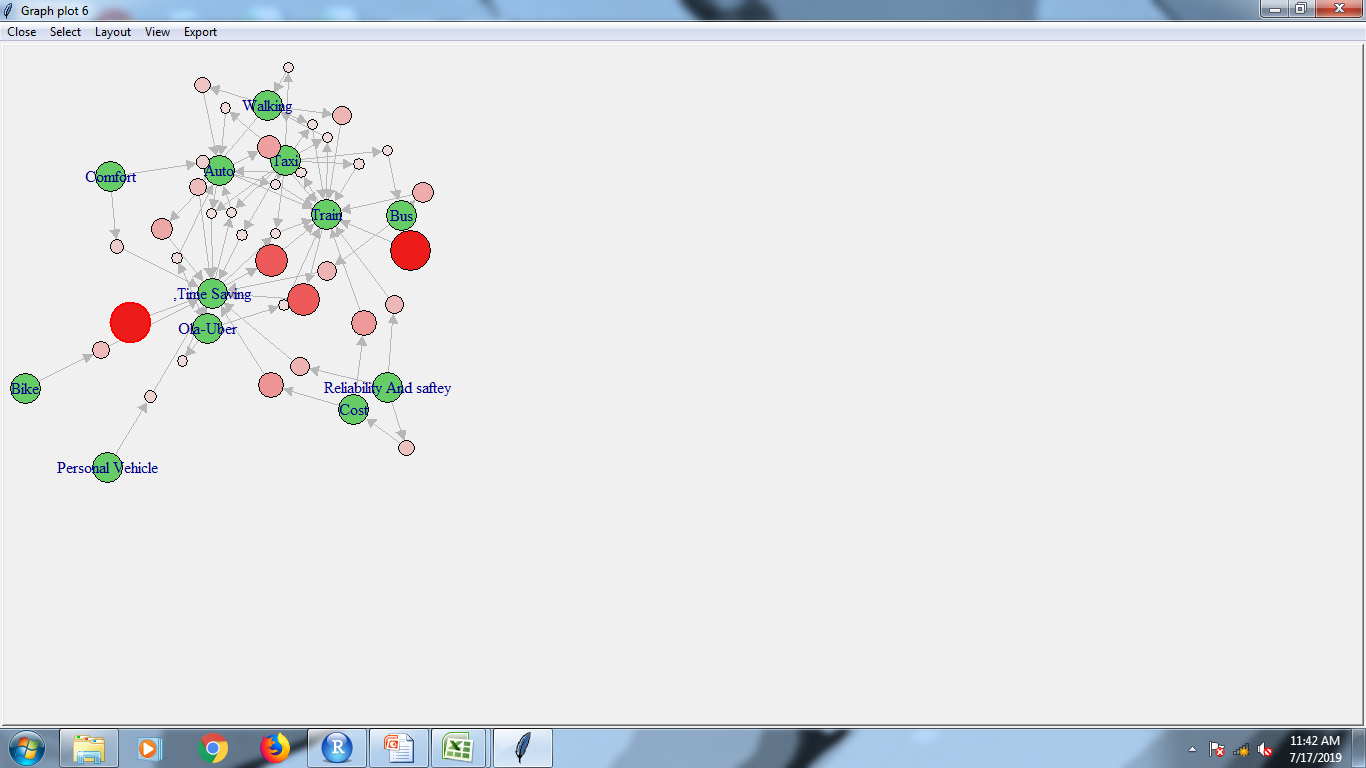 Graph plot 6
Close Select Layout View Export
Walking
Taxi
Auto
Comfort
Train
Bus
,Time Saving
Ola-Uber
Bike
Reliability And saftey
Cost
Personal Vehicle
R
11:42 AM
7/17/2019